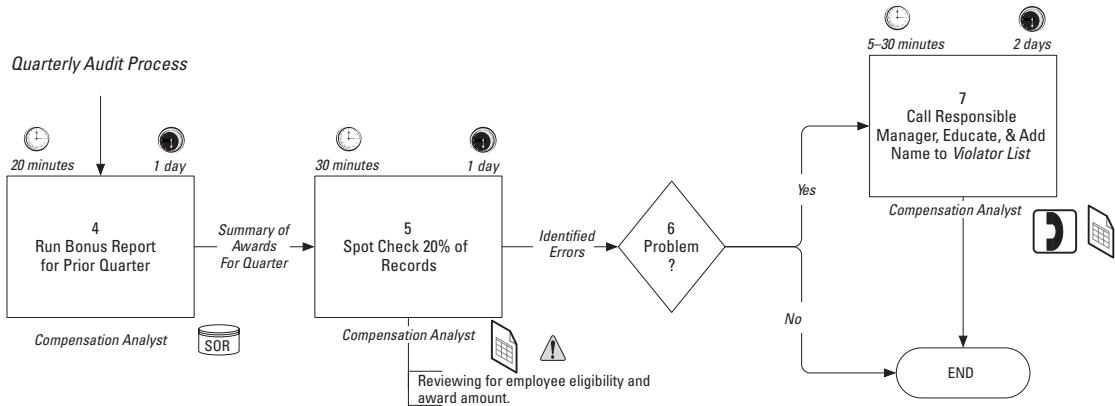 Quarterly Audit Process
20 minutes
1 day
4
Run Bonus Report
for Prior Quarter
Compensation Analyst
SOR
Summary of
Awards
For Quarter
30 minutes
1 day
5
Spot Check 20% of
Records
Compensation Analyst
Reviewing for employee eligibility and
award amount.
Identified
Errors
6
Problem
?
Yes
No
5–30 minutes
2 days
7
Call Responsible
Manager, Educate, & Add
Name to Violator List
Compensation Analyst
END